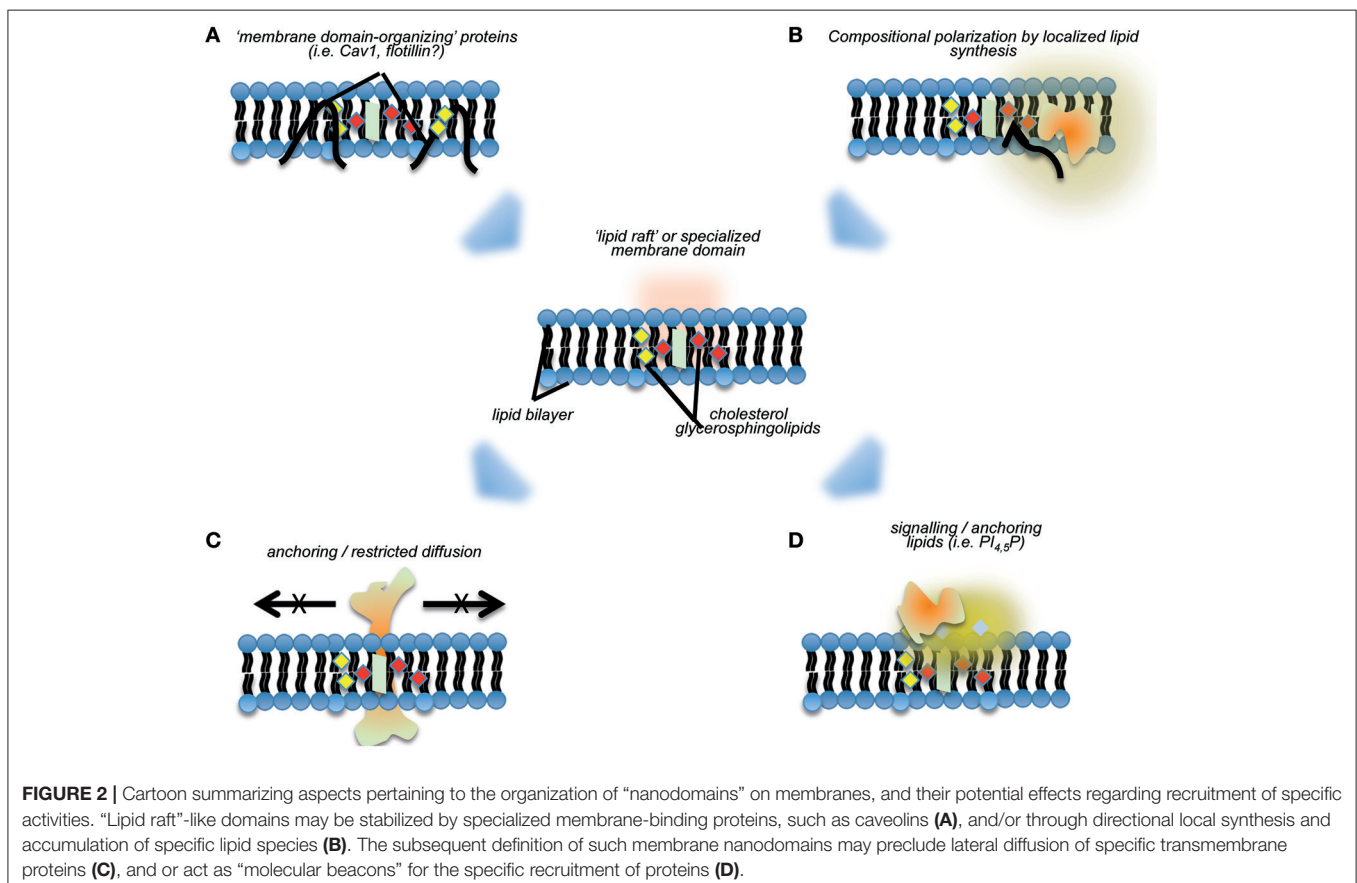 A
'membrane domain-organizing' proteins
(i.e. Cav1, flotillin?)
B
Compositional polarization by localized lipid
synthesis
'lipid raft' or specialized
membrane domain
lipid bilayer
cholesterol
glycerosphingolipids
C
anchoring / restricted diffusion
X
X
D
signalling / anchoring
lipids (i.e. PI4,5P)
FIGURE 2 | Cartoon summarizing aspects pertaining to the organization of “nanodomains” on membranes, and their potential effects regarding recruitment of specific
activities. “Lipid raft”-like domains may be stabilized by specialized membrane-binding proteins, such as caveolins (A), and/or through directional local synthesis and
accumulation of specific lipid species (B). The subsequent definition of such membrane nanodomains may preclude lateral diffusion of specific transmembrane
proteins (C), and or act as “molecular beacons” for the specific recruitment of proteins (D).